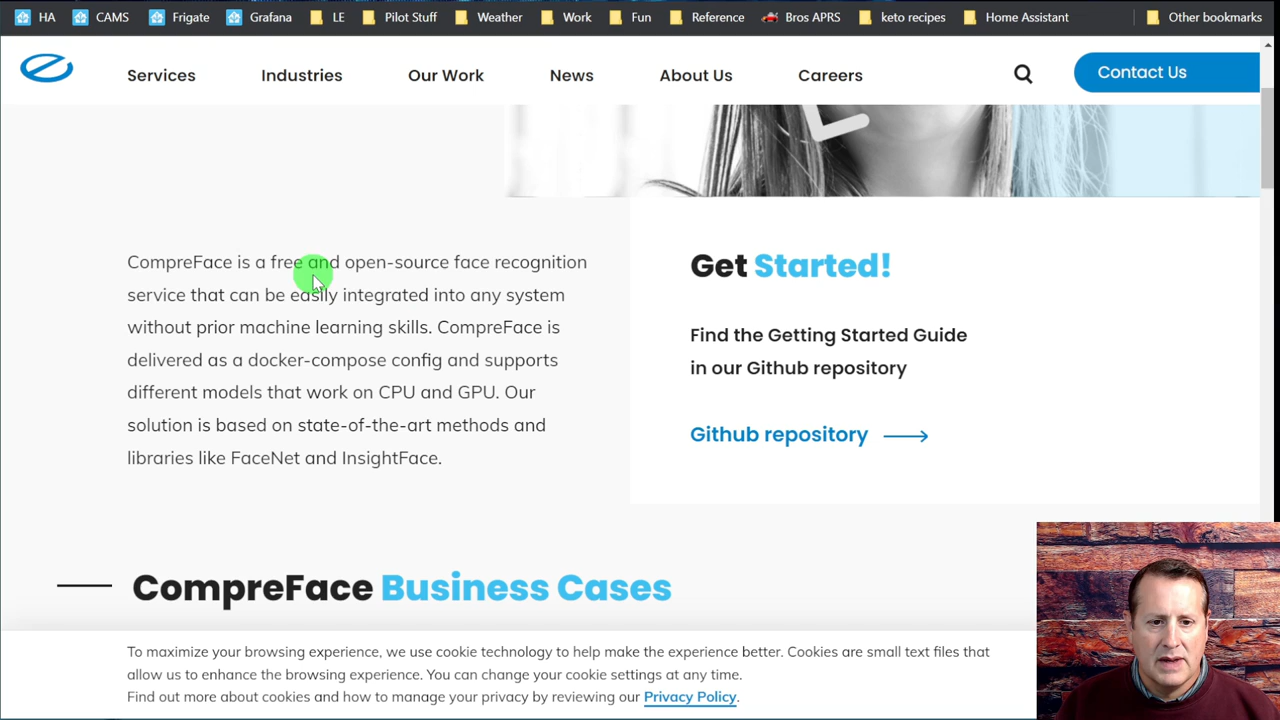 HA CAMS Frigate Grafana LE Pilot Stuff Weather Work Fun Reference Bros APRS keto recipes Home Assistant Other bookmarks
Services Industries Our Work News About Us Careers Contact Us
CompreFace is a free and open-source face recognition
service that can be easily integrated into any system
without prior machine learning skills. CompreFace is
delivered as a docker-compose config and supports
different models that work on CPU and GPU. Our
solution is based on state-of-the-art methods and
libraries like FaceNet and InsightFace.
Get Started!
Find the Getting Started Guide
in our Github repository
Github repository
CompreFace Business Cases
To maximize your browsing experience, we use cookie technology to help make the experience better. Cookies are small text files that
allow us to enhance the browsing experience. You can change your cookie settings at any time.
Find out more about cookies and how to manage your privacy by reviewing our Privacy Policy.